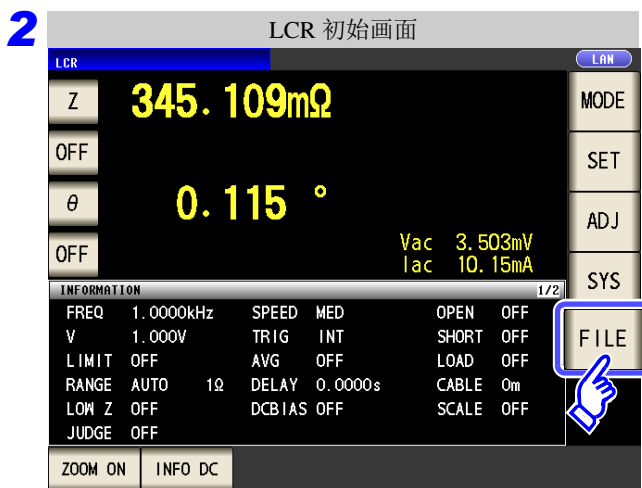 2
LCR 初始画面
LCR
LAN
Z
345.109mΩ
MODE
OFF
SET
θ
0.115 °
ADJ
OFF
Vac 3.503mV
Iac 10.15mA
SYS
INFORMATION 1/2
FREQ 1.0000kHz SPEED MED OPEN OFF
V 1.000V TRIG INT SHORT OFF
FILE
LIMIT OFF AVG OFF LOAD OFF
RANGE AUTO 1Ω DELAY 0.0000s CABLE 0m
LOW Z OFF DCBIAS OFF SCALE OFF
JUDGE OFF
ZOOM ON INFO DC